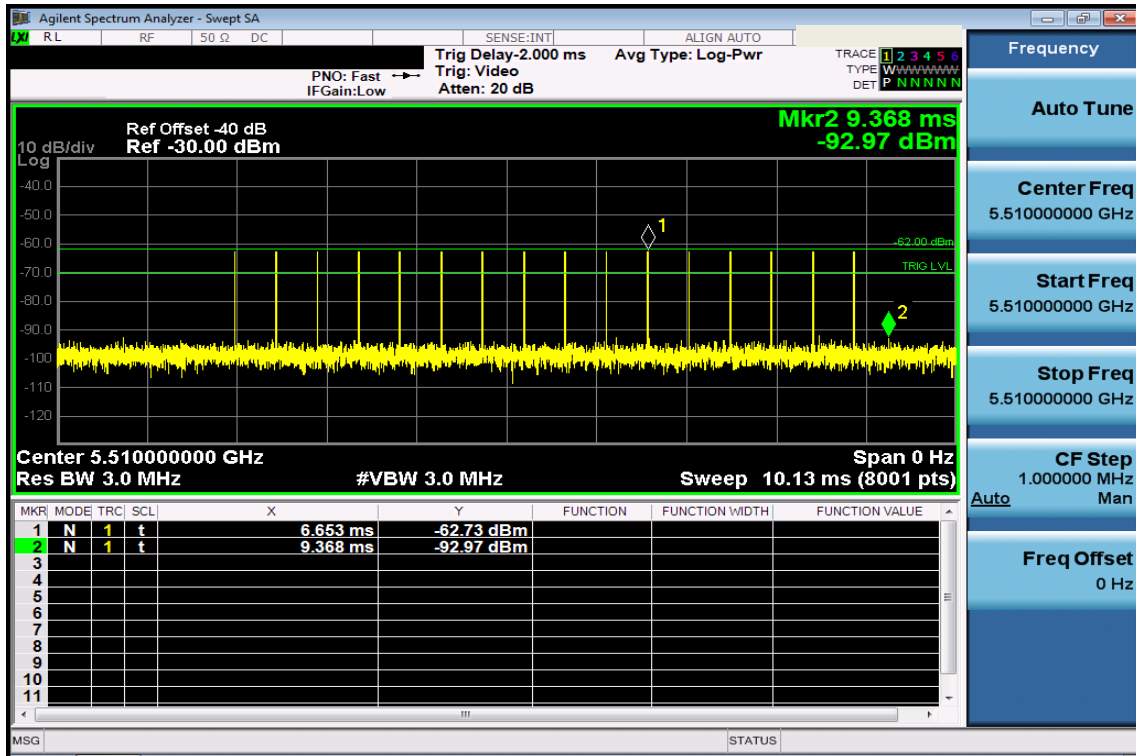 Agilent Spectrum Analyzer - Swept SA
LXI RL RF 50 Ω DC SENSE:INT ALIGN AUTO
Frequency
Trig Delay-2.000 ms Avg Type: Log-Pwr TRACE 1 2 3 4 5 6
PNO: Fast Trig: Video TYPE WWWWWW
IFGain:Low Atten: 20 dB DET P N N N N N
Auto Tune
Mkr2 9.368 ms
Ref Offset -40 dB
10 dB/div Ref -30.00 dBm -92.97 dBm
Log
-40.0
-50.0
-60.0
-70.0
-80.0
-90.0
-100
-110
-120
1
-62.00 dBm
TRIG LVL
2
Center 5.510000000 GHz Span 0 Hz
Res BW 3.0 MHz #VBW 3.0 MHz Sweep 10.13 ms (8001 pts)
MKR MODE TRC SCL X Y FUNCTION FUNCTION WIDTH FUNCTION VALUE
1 N 1 t 6.653 ms -62.73 dBm
2 N 1 t 9.368 ms -92.97 dBm
3
4
5
6
7
8
9
10
11
MSG STATUS
Center Freq
5.510000000 GHz
Start Freq
5.510000000 GHz
Stop Freq
5.510000000 GHz
CF Step
1.000000 MHz
Auto Man
Freq Offset
0 Hz